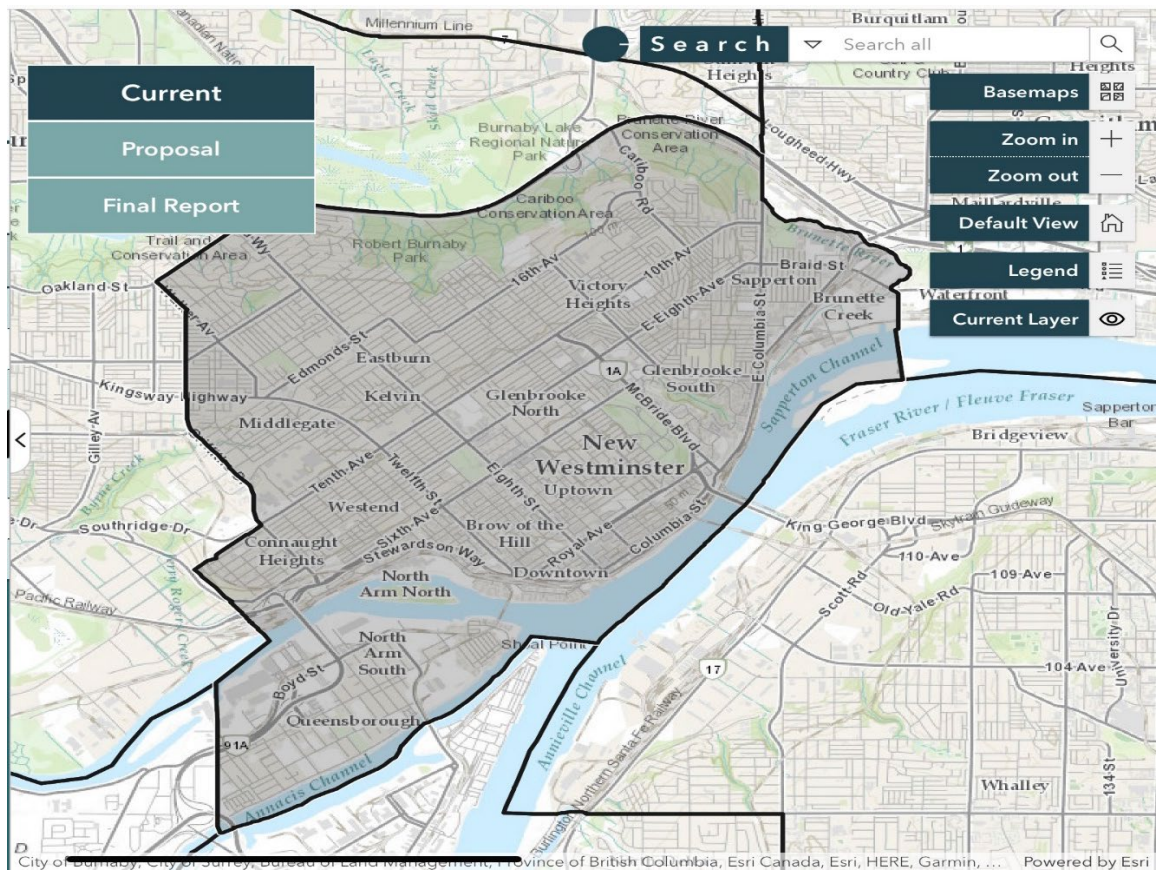 Millennium Line
Burquitlam
Search
Search all
Heights
Country Club
Heights
Current
Proposal
Final Report
Eagle Creek
Burnaby Lake
Regional Nature
Park
Brunette River
Conservation
Area
Cariboo Rd
Cariboo
Conservation Area
Robert Burnaby
Park
Trail and
Conservation Area
Basemaps
Zoom in
Zoom out
Default View
Legend
Current Layer
Lougheed-Hwy
Maillardville
1
Oakland-St
16th-Av
10th-Av
Brunette River
Braid-St
Sapperton
Victory
Heights
E-Eighth-Ave
Brunette
Creek
Waterfront
Edmonds-St
Eastburn
E-Columbia-St
Sapperton Channel
Kingsway-Highway
Kelvin
1A
Glenbrooke
South
Glenbrooke
North
McBride-Blvd
Middlegate
Gilley-Av
Fraser River / Fleuve Fraser
Sapperton
Bar
Bridgeview
New
Westminster
Tenth-Ave
Twelfth-St
Eighth-St
Uptown
Westend
Sixth-Ave
Brow of the
Hill
Royal-Ave
Columbia-St
Southridge-Dr
Connaught
Heights
Stewardson-Way
Downtown
King-George-Blvd
Skytrain Guideway
110-Ave
109-Ave
Scott-Rd
Old-Yale-Rd
University-Dr
North
Arm North
Pacific Railway
North
Arm
South
Shoal Point
Boyd-St
Queensborough
91A
Annacis Channel
Annieville Channel
17
104-Ave
Burlington Northern Santa Fe Railway
Whalley
134-St
City of Burnaby, City of Surrey, Bureau of Land Management, Province of British Columbia, Esri Canada, Esri, HERE, Garmin, ...
Powered by Esri